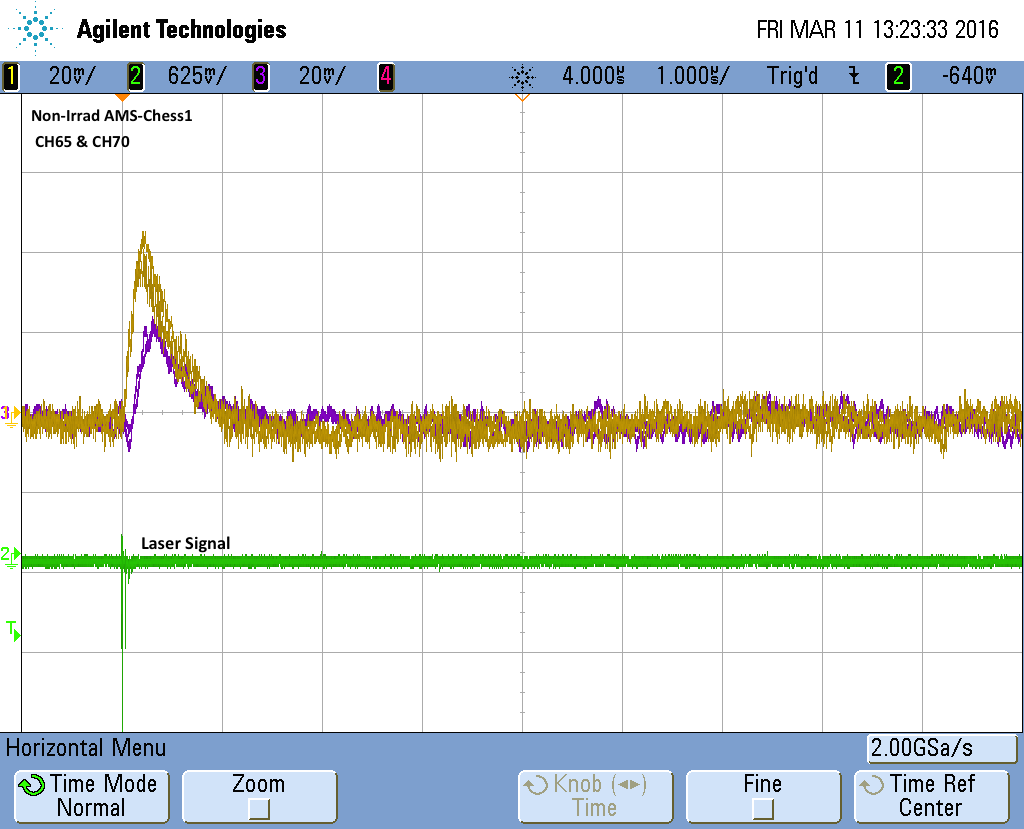 Agilent Technologies
FRI MAR 11 13:23:33 2016
1 20mV/ 2 625mV/ 3 20mV/ 4 4.000µs 1.000µs/ Trig'd 2 -640mV
Non-Irrad AMS-Chess1
CH65 & CH70
3
Laser Signal
2
T
Horizontal Menu
2.00GSa/s
Time Mode
Normal
Zoom
Knob (◄►)
Time
Fine
Time Ref
Center